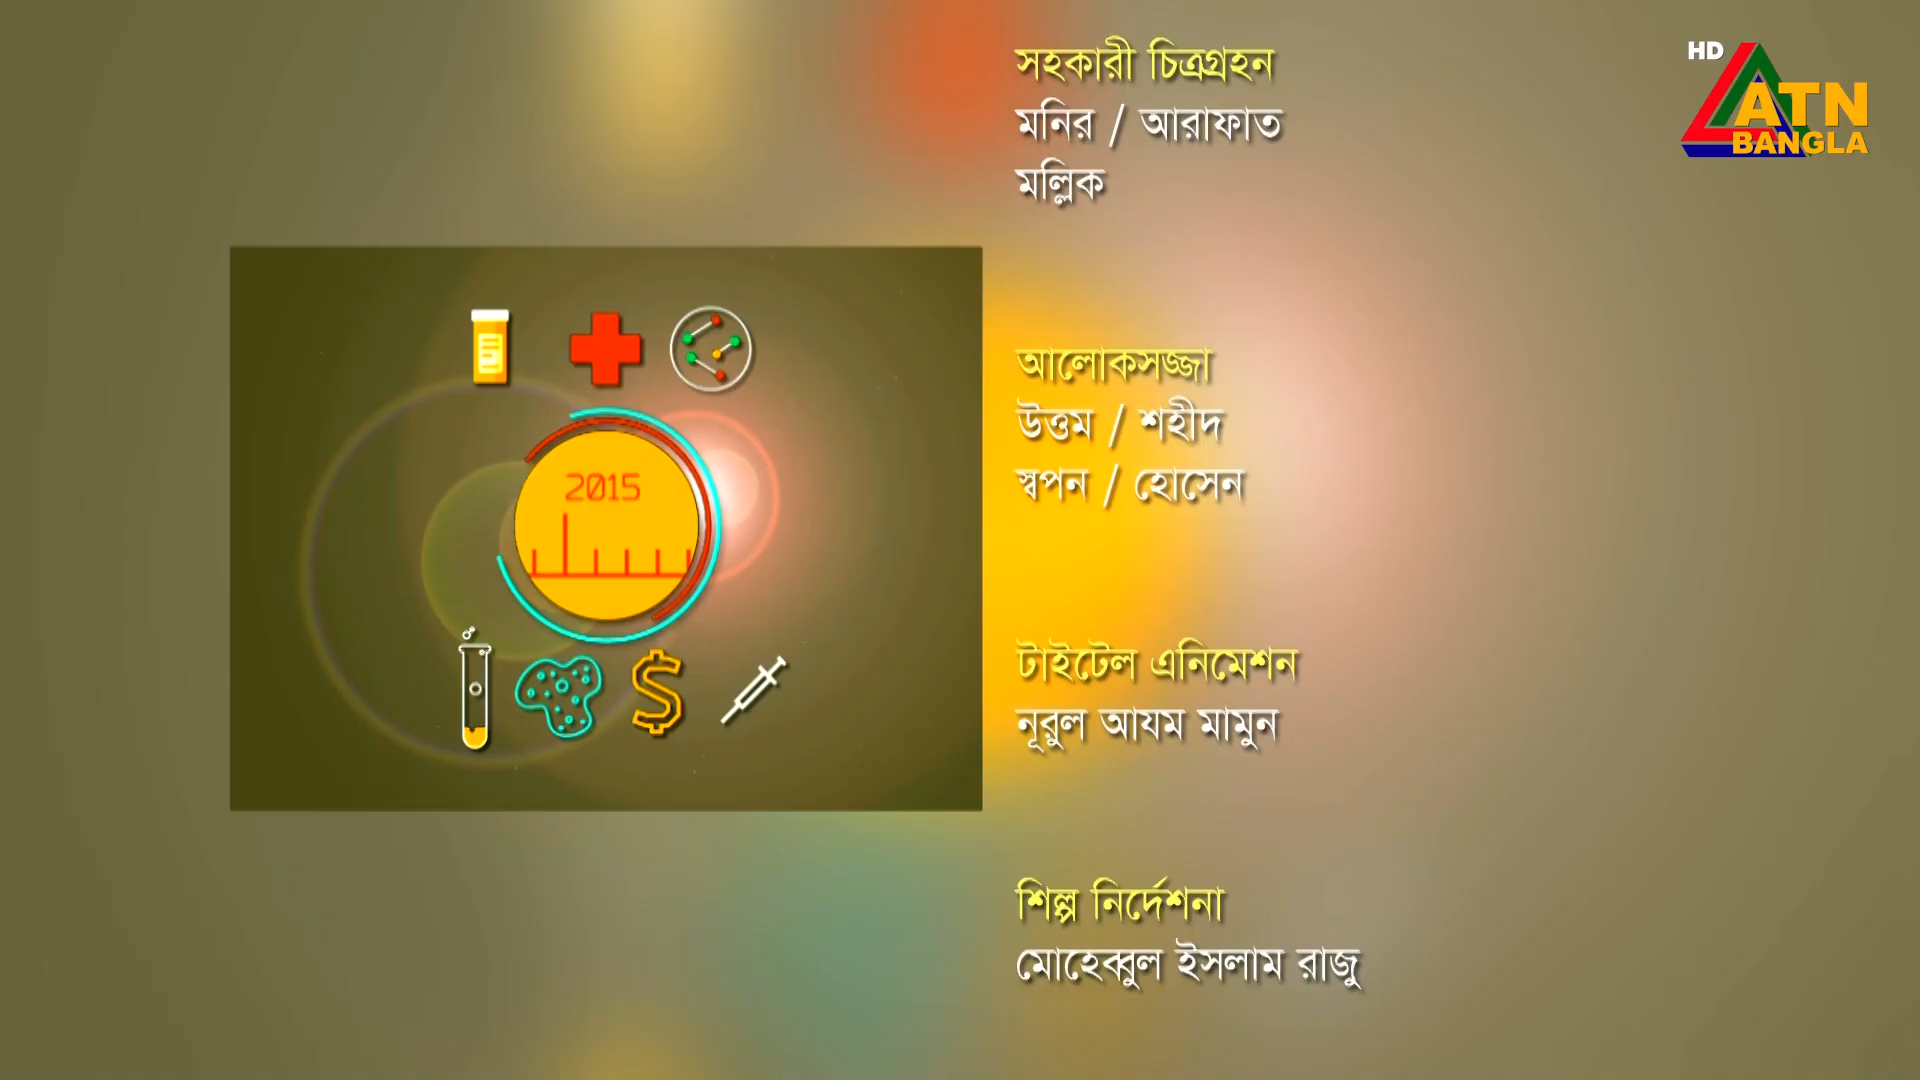 সহকারী চিত্রগ্রহন
মনির / আরাফাত
মল্লিক
HD
ATN
BANGLA
আলোকসজ্জা
উত্তম / শহীদ
স্বপন / হোসেন
2015
টাইটেল এনিমেশন
নূরুল আযম মামুন
শিল্প নির্দেশনা
মোহেব্বুল ইসলাম রাজু